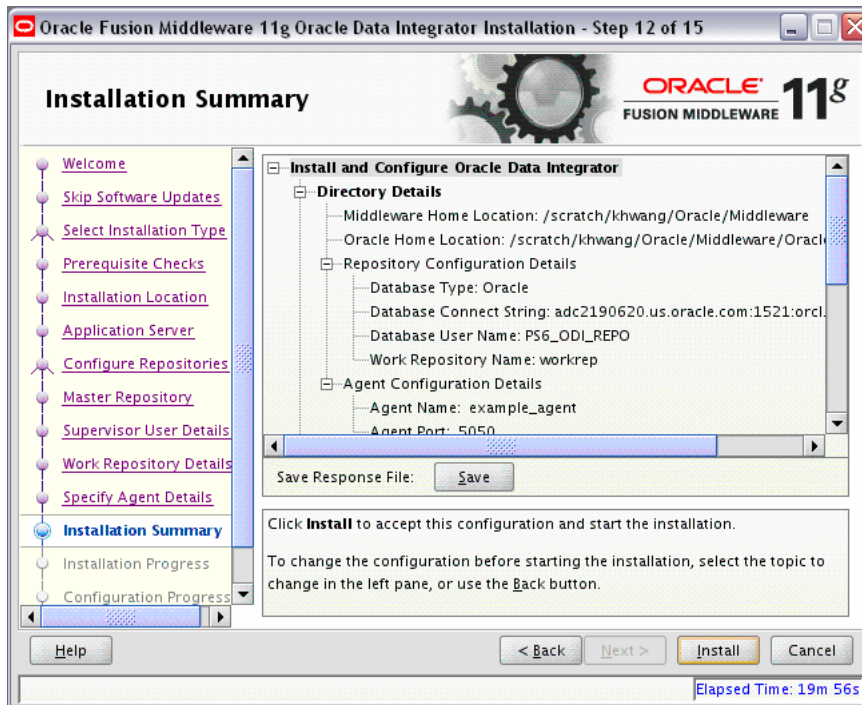 Oracle Fusion Middleware 11g Oracle Data Integrator Installation - Step 12 of 15
Installation Summary
ORACLE
FUSION MIDDLEWARE 11g
Welcome
Skip Software Updates
Select Installation Type
Prerequisite Checks
Installation Location
Application Server
Configure Repositories
Master Repository
Supervisor User Details
Work Repository Details
Specify Agent Details
Installation Summary
Installation Progress
Configuration Progress
Install and Configure Oracle Data Integrator
Directory Details
Middleware Home Location: /scratch/khwang/Oracle/Middleware
Oracle Home Location: /scratch/khwang/Oracle/Middleware/Oracl
Repository Configuration Details
Database Type: Oracle
Database Connect String: adc2190620.us.oracle.com:1521:orcl.
Database User Name: PS6_ODI_REPO
Work Repository Name: workrep
Agent Configuration Details
Agent Name: example_agent
Agent Port: 5050
Save Response File: Save
Click Install to accept this configuration and start the installation.
To change the configuration before starting the installation, select the topic to
change in the left pane, or use the Back button.
Help < Back Next > Install Cancel
Elapsed Time: 19m 56s